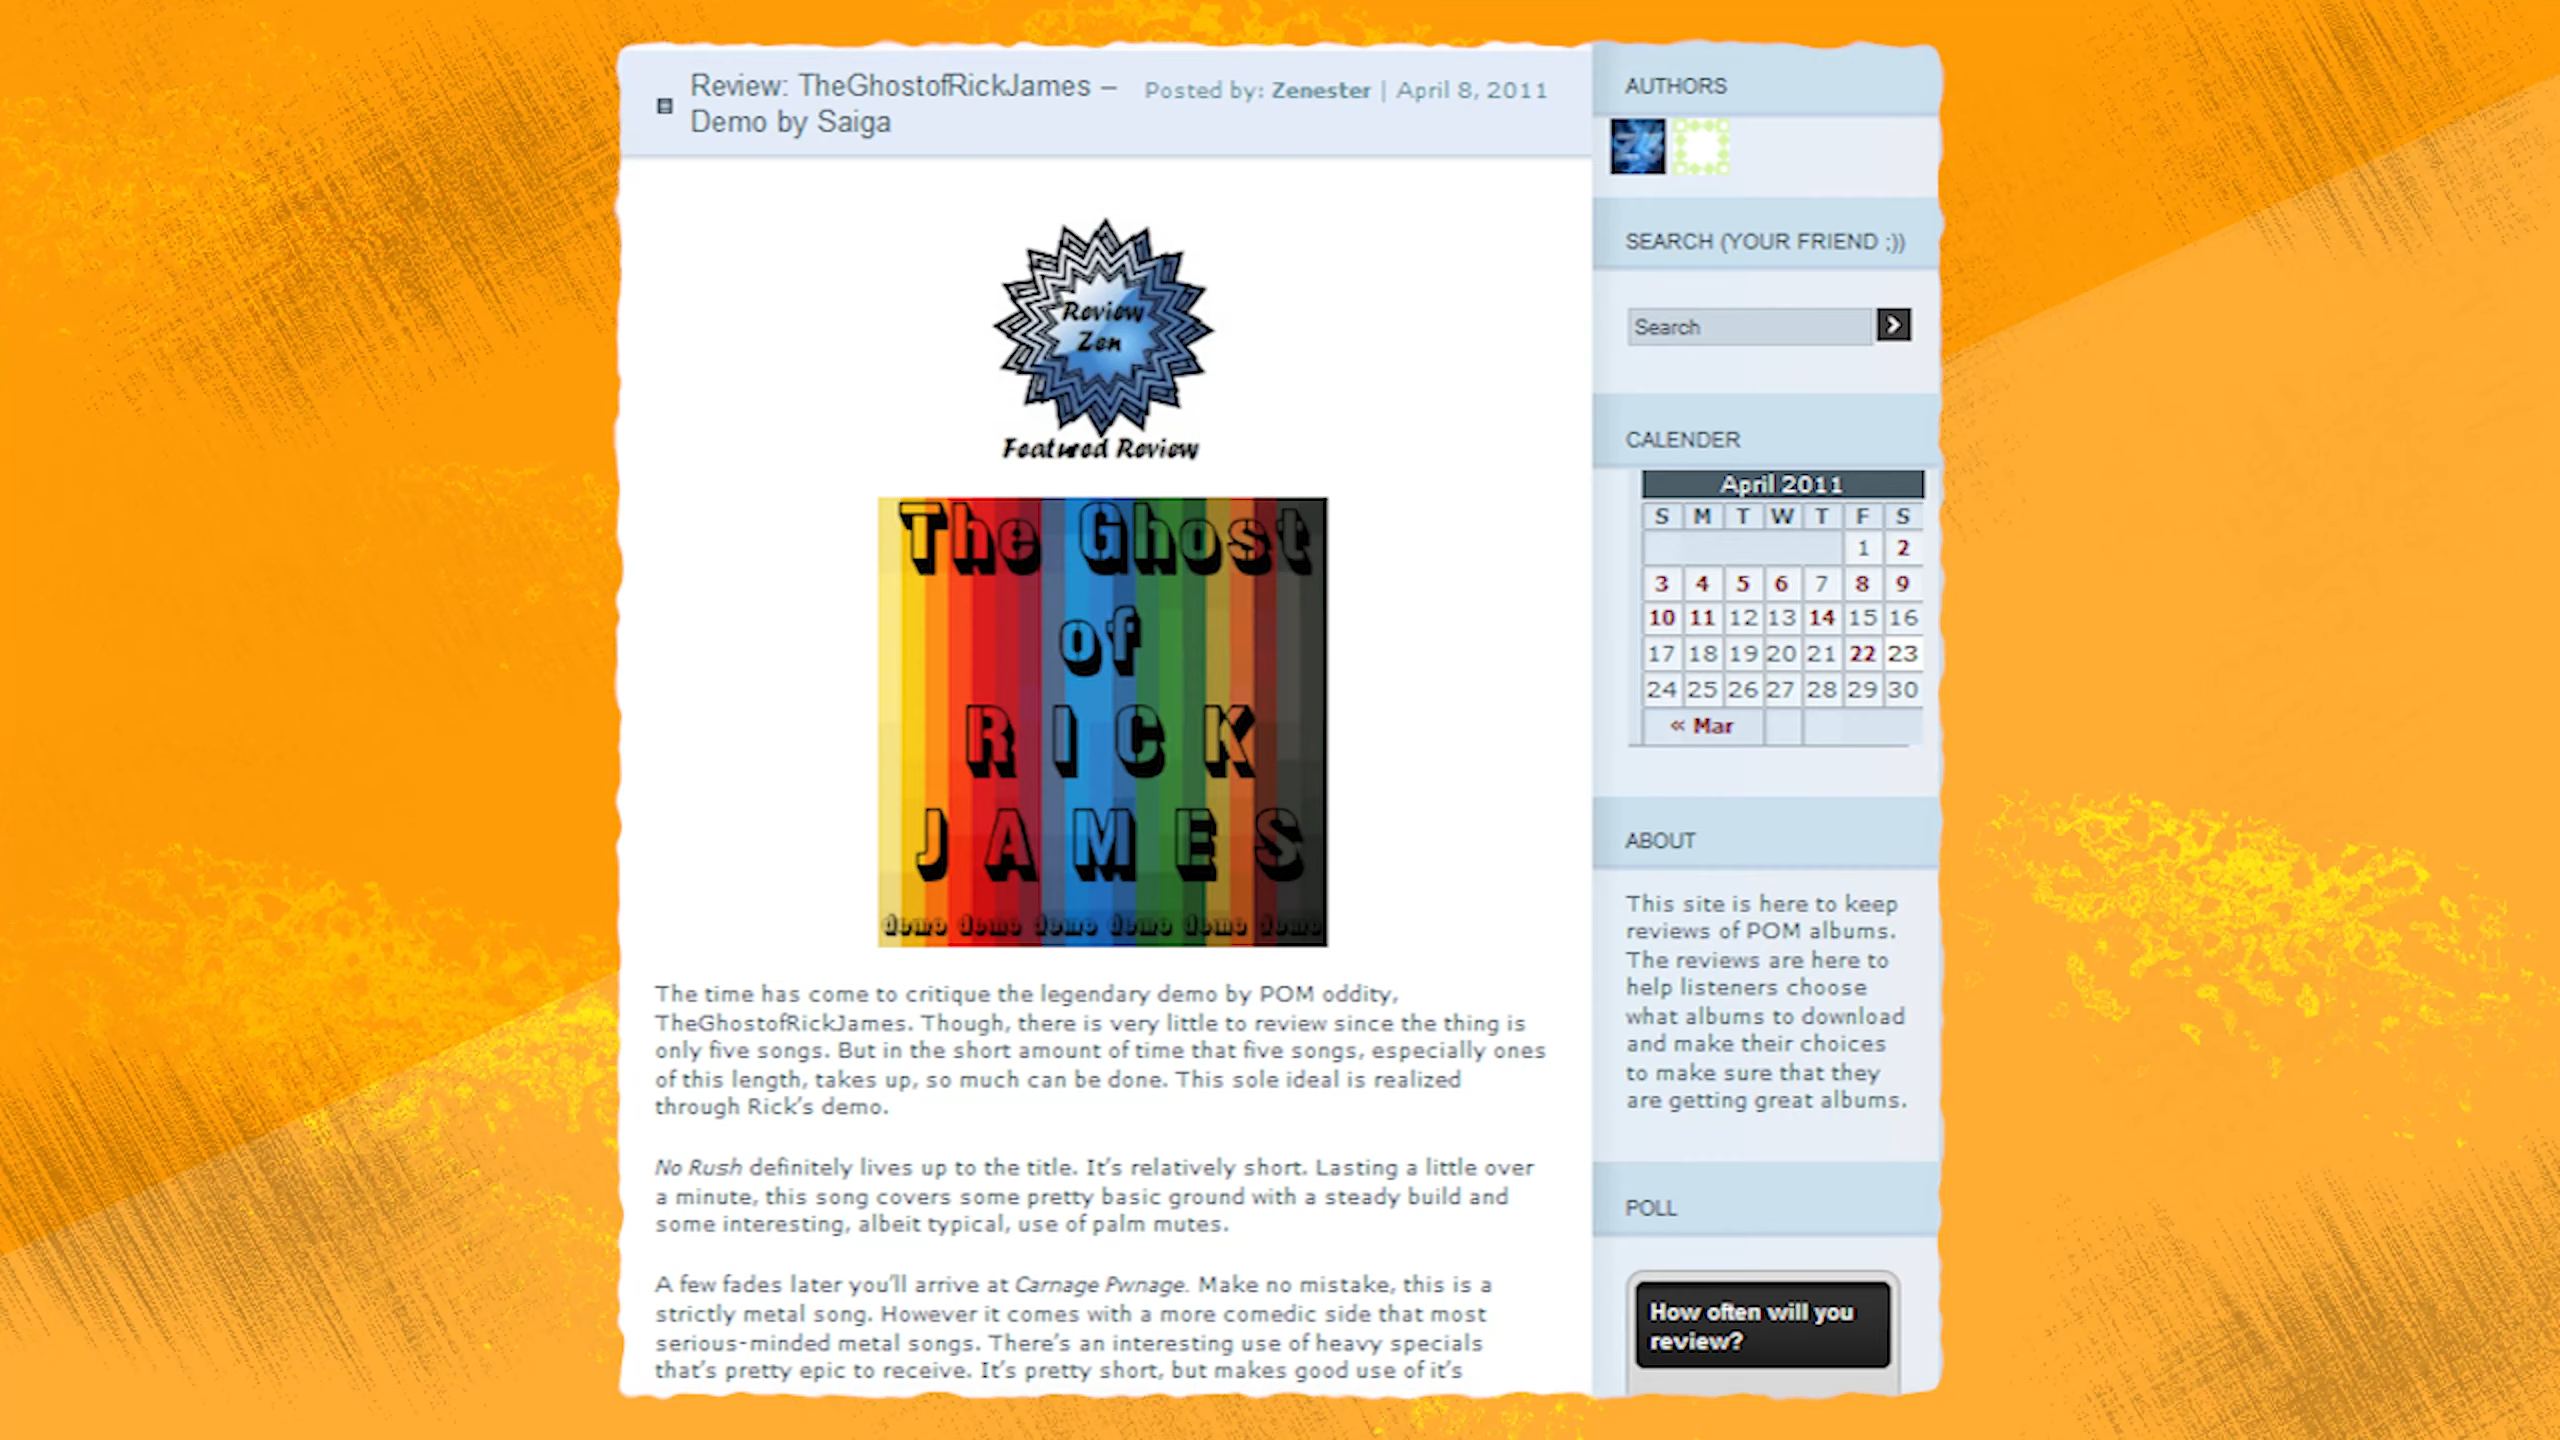 Review: TheGhostofRickJames –
Demo by Saiga
Posted by: Zenester | April 8, 2011
Review
Zen
Featured Review
The Ghost
of
RICK
JAMES
demo demo demo demo demo demo
The time has come to critique the legendary demo by POM oddity,
TheGhostofRickJames. Though, there is very little to review since the thing is
only five songs. But in the short amount of time that five songs, especially ones
of this length, takes up, so much can be done. This sole ideal is realized
through Rick's demo.
No Rush definitely lives up to the title. It's relatively short. Lasting a little over
a minute, this song covers some pretty basic ground with a steady build and
some interesting, albeit typical, use of palm mutes.
A few fades later you'll arrive at Carnage Pwnage. Make no mistake, this is a
strictly metal song. However it comes with a more comedic side that most
serious-minded metal songs. There's an interesting use of heavy specials
that's pretty epic to receive. It's pretty short, but makes good use of it's
AUTHORS
SEARCH (YOUR FRIEND ;))
Search
CALENDER
April 2011
S M T W T F S
1 2
3 4 5 6 7 8 9
10 11 12 13 14 15 16
17 18 19 20 21 22 23
24 25 26 27 28 29 30
« Mar
ABOUT
This site is here to keep
reviews of POM albums.
The reviews are here to
help listeners choose
what albums to download
and make their choices
to make sure that they
are getting great albums.
POLL
How often will you
review?